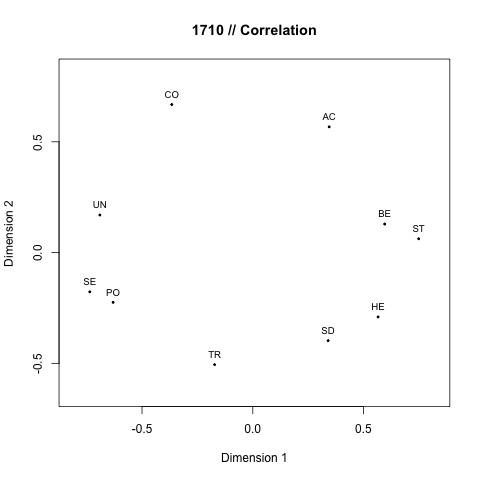 1710 // Correlation
CO
AC
0.5
UN
BE
ST
Dimension 2
0.0
SE
PO
HE
SD
TR
-0.5
-0.5 0.0 0.5
Dimension 1